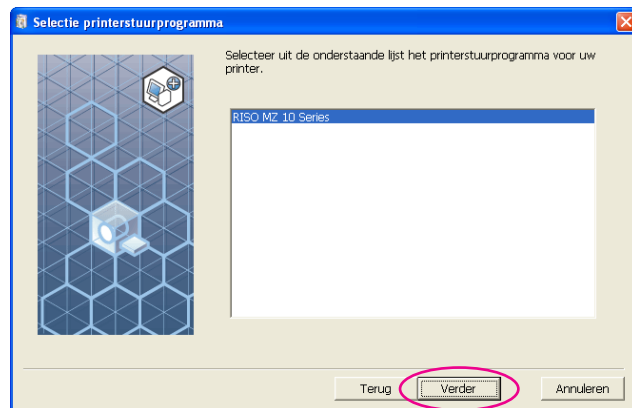 Selectie printerstuurprogramma
Selecteer uit de onderstaande lijst het printerstuurprogramma voor uw
printer.
RISO MZ 10 Series
Terug
Verder
Annuleren